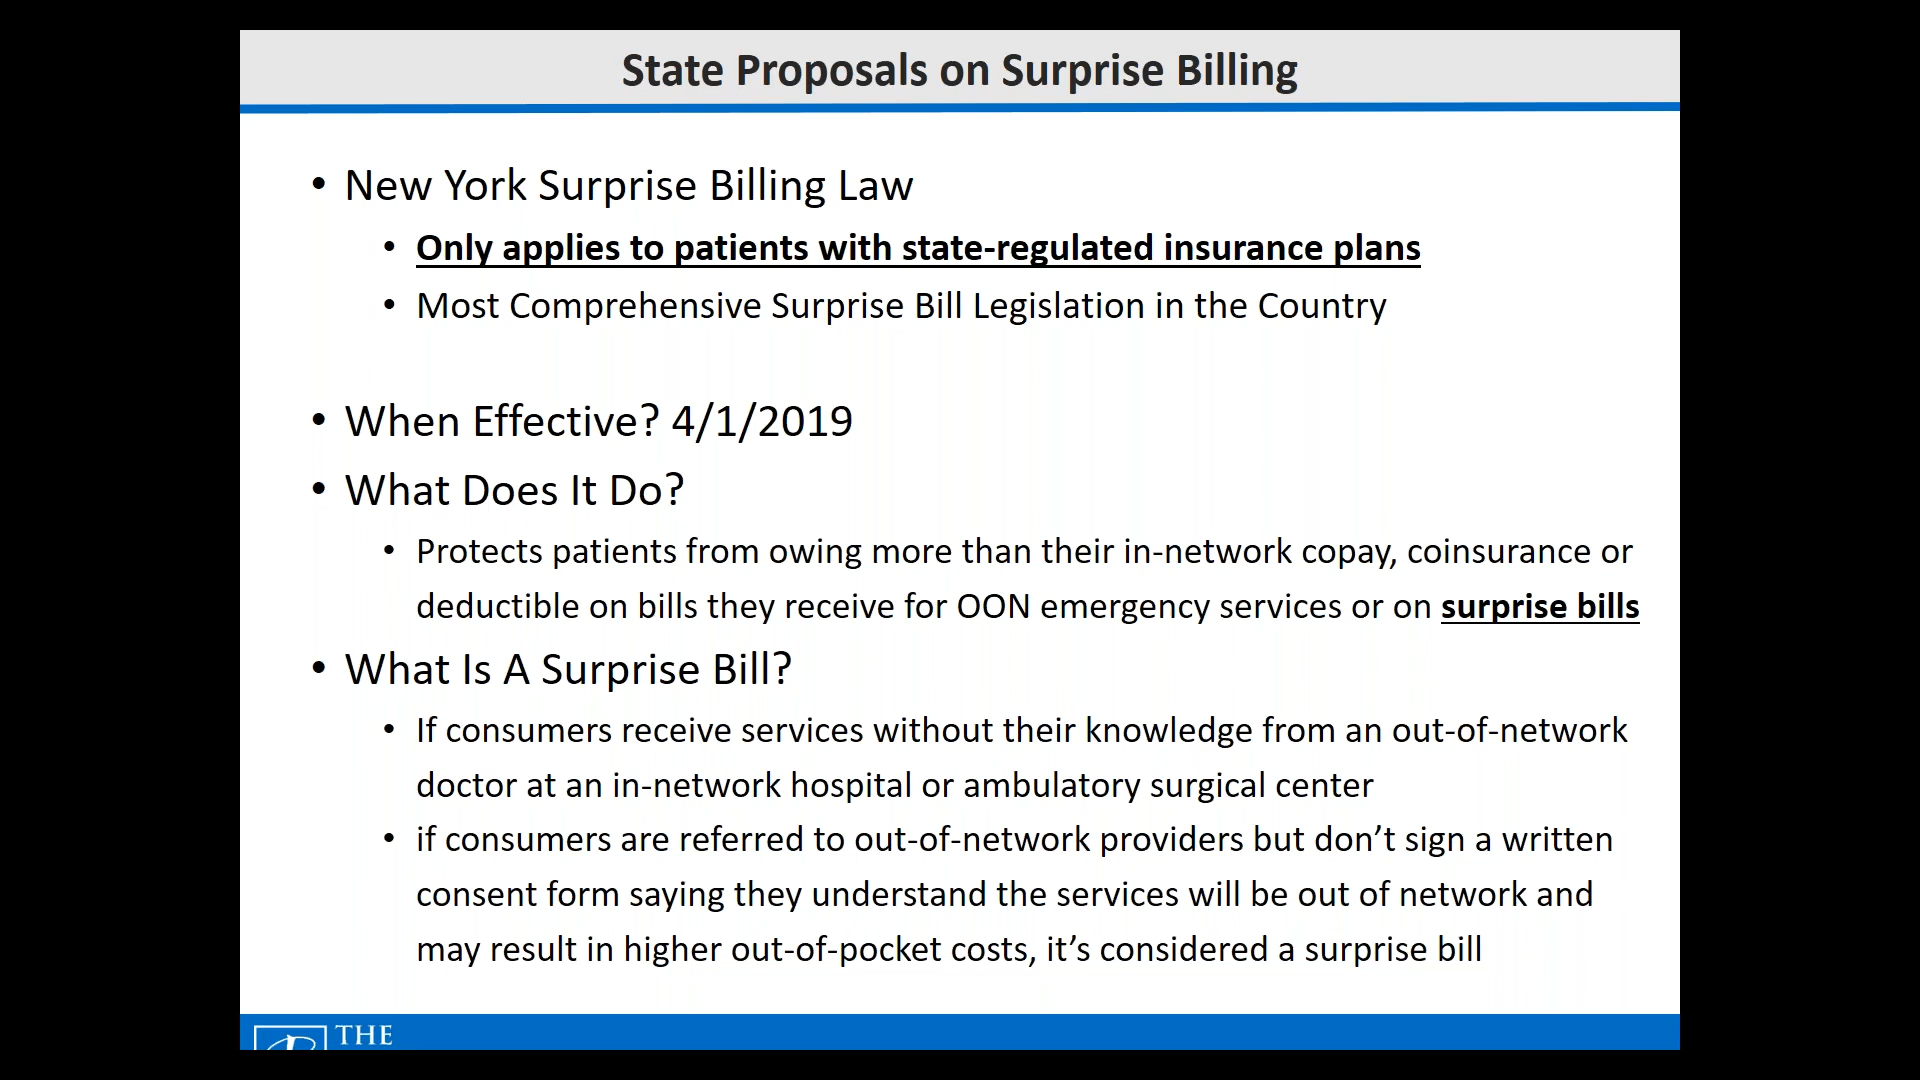 State Proposals on Surprise Billing
• New York Surprise Billing Law
• Only applies to patients with state-regulated insurance plans
• Most Comprehensive Surprise Bill Legislation in the Country
• When Effective? 4/1/2019
• What Does It Do?
• Protects patients from owing more than their in-network copay, coinsurance or
deductible on bills they receive for OON emergency services or on surprise bills
• What Is A Surprise Bill?
• If consumers receive services without their knowledge from an out-of-network
doctor at an in-network hospital or ambulatory surgical center
• if consumers are referred to out-of-network providers but don’t sign a written
consent form saying they understand the services will be out of network and
may result in higher out-of-pocket costs, it’s considered a surprise bill
THE